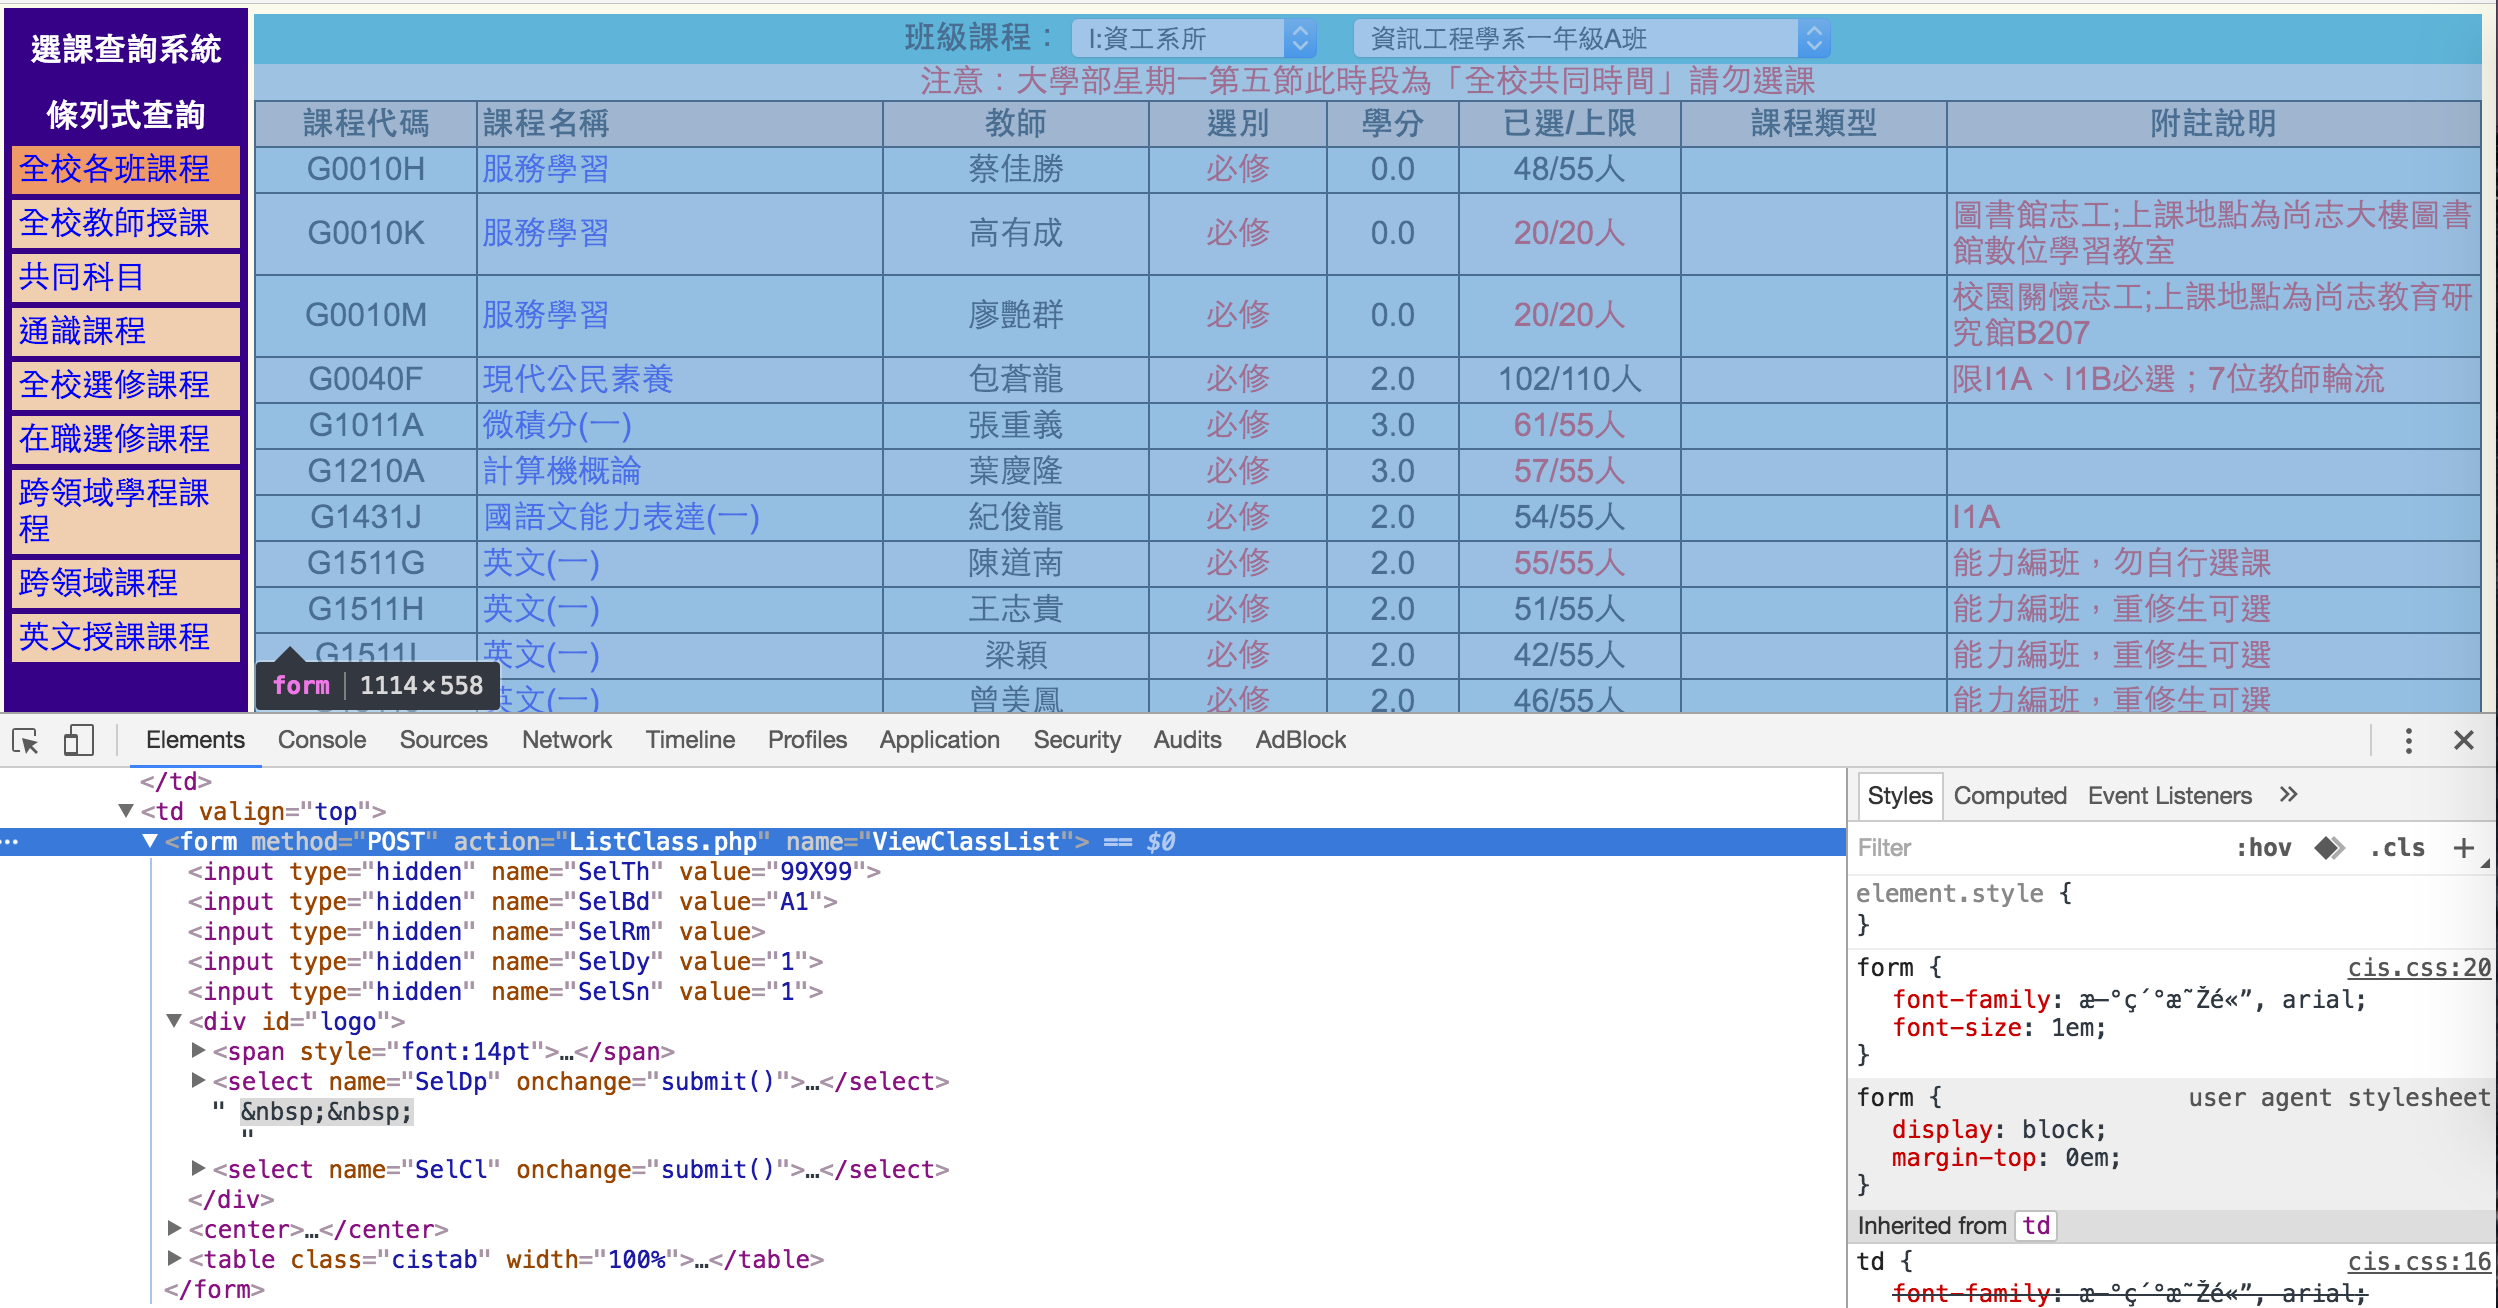 選課查詢系統
條列式查詢
全校各班課程
全校教師授課
共同科目
通識課程
全校選修課程
在職選修課程
跨領域學程課
程
跨領域課程
英文授課課程
班級課程： I:資工系所 資訊工程學系一年級A班
注意：大學部星期一第五節此時段為「全校共同時間」請勿選課
課程代碼 課程名稱 教師 選別 學分 已選/上限 課程類型 附註說明
G0010H 服務學習 蔡佳勝 必修 0.0 48/55人
G0010K 服務學習 高有成 必修 0.0 20/20人 圖書館志工;上課地點為尚志大樓圖書
館數位學習教室
G0010M 服務學習 廖艷群 必修 0.0 20/20人 校園關懷志工;上課地點為尚志教育研
究館B207
G0040F 現代公民素養 包蒼龍 必修 2.0 102/110人 限I1A、I1B必選；7位教師輪流
G1011A 微積分(一) 張重義 必修 3.0 61/55人
G1210A 計算機概論 葉慶隆 必修 3.0 57/55人
G1431J 國語文能力表達(一) 紀俊龍 必修 2.0 54/55人 I1A
G1511G 英文(一) 陳道南 必修 2.0 55/55人 能力編班，勿自行選課
G1511H 英文(一) 王志貴 必修 2.0 51/55人 能力編班，重修生可選
G1511I 英文(一) 梁穎 必修 2.0 42/55人 能力編班，重修生可選
英文(一) 曾美鳳 必修 2.0 46/55人 能力編班，重修生可選
form 1114×558
Elements Console Sources Network Timeline Profiles Application Security Audits AdBlock
</td>
<td valign="top">
<form method="POST" action="ListClass.php" name="ViewClassList"> == $0
<input type="hidden" name="SelTh" value="99X99">
<input type="hidden" name="SelBd" value="A1">
<input type="hidden" name="SelRm" value>
<input type="hidden" name="SelDy" value="1">
<input type="hidden" name="SelSn" value="1">
<div id="logo">
<span style="font:14pt">…</span>
<select name="SelDp" onchange="submit()">…</select>
" &nbsp;&nbsp;
"
<select name="SelCl" onchange="submit()">…</select>
</div>
<center>…</center>
<table class="cistab" width="100%">…</table>
</form>
Styles Computed Event Listeners »
Filter :hov .cls +
element.style {
}
form { cis.css:20
font-family: æ–°ç´°æ˜Žé«”, arial;
font-size: 1em;
}
form { user agent stylesheet
display: block;
margin-top: 0em;
}
Inherited from td
td { cis.css:16
font-family: æ–°ç´°æ˜Žé«”, arial;